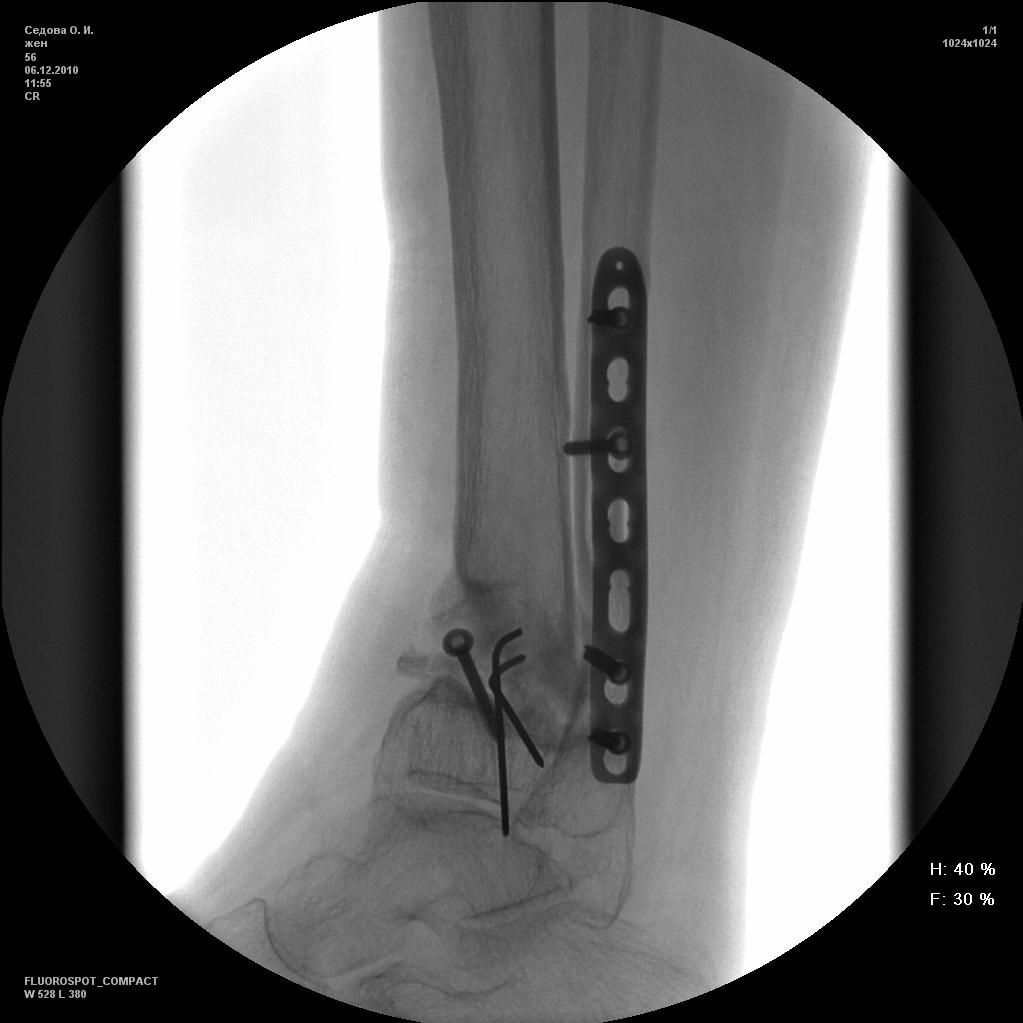 Седова О. И.
жен
56
06.12.2010
11:55
CR
1/1
1024x1024
H: 40 %
F: 30 %
FLUOROSPOT_COMPACT
W 528 L 380